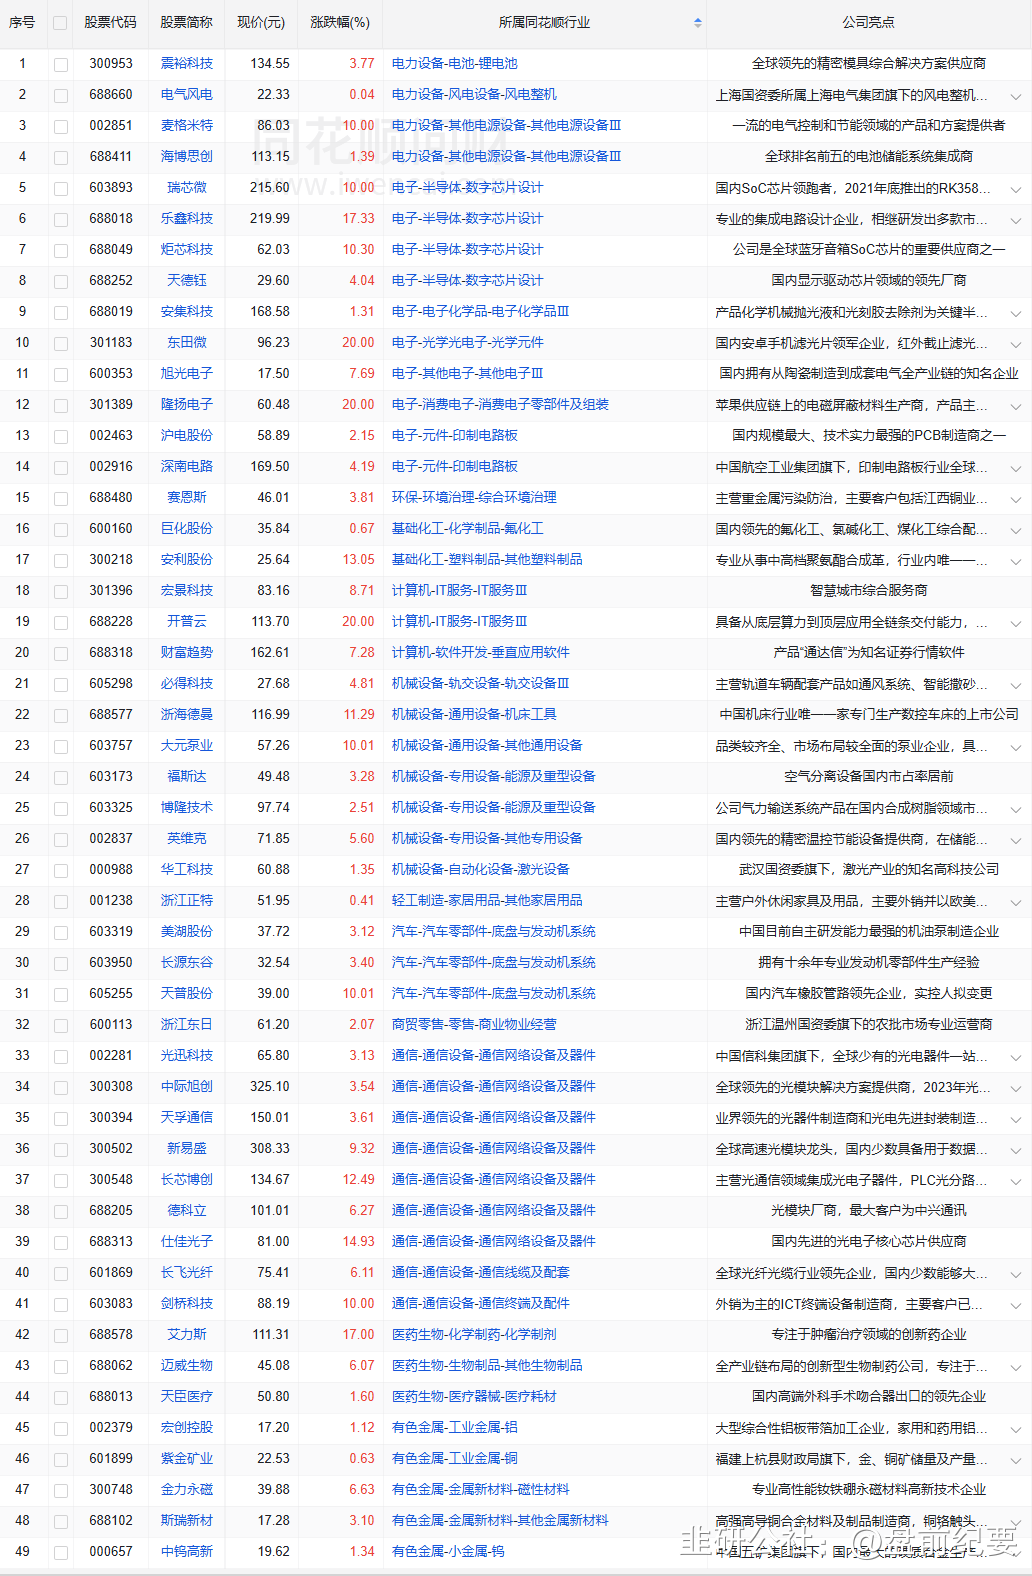 序号 股票代码 股票简称 现价(元) 涨跌幅(%) 所属同花顺行业 公司亮点
1 300953 震裕科技 134.55 3.77 电力设备-电池-锂电池 全球领先的精密模具综合解决方案供应商
2 688660 电气风电 22.33 0.04 电力设备-风电设备-风电整机 上海国资委所属上海电气集团旗下的风电整机...
3 002851 麦格米特 86.03 10.00 电力设备-其他电源设备-其他电源设备Ⅲ 一流的电气控制和节能领域的产品和方案提供者
4 688411 海博思创 113.15 1.39 电力设备-其他电源设备-其他电源设备Ⅲ 全球排名前五的电池储能系统集成商
5 603893 瑞芯微 215.60 10.00 电子-半导体-数字芯片设计 国内SoC芯片领跑者，2021年底推出的RK358...
6 688018 乐鑫科技 219.99 17.33 电子-半导体-数字芯片设计 专业的集成电路设计企业，相继研发出多款市...
7 688049 炬芯科技 62.03 10.30 电子-半导体-数字芯片设计 公司是全球蓝牙音箱SoC芯片的重要供应商之一
8 688252 天德钰 29.60 4.04 电子-半导体-数字芯片设计 国内显示驱动芯片领域的领先厂商
9 688019 安集科技 168.58 1.31 电子-电子化学品-电子化学品Ⅲ 产品化学机械抛光液和光刻胶去除剂为关键半...
10 301183 东田微 96.23 20.00 电子-光学光电子-光学元件 国内安卓手机滤光片领军企业，红外截止滤光...
11 600353 旭光电子 17.50 7.69 电子-其他电子-其他电子Ⅲ 国内拥有从陶瓷制造到成套电气全产业链的知名企业
12 301389 隆扬电子 60.48 20.00 电子-消费电子-消费电子零部件及组装 苹果供应链上的电磁屏蔽材料生产商，产品主...
13 002463 沪电股份 58.89 2.15 电子-元件-印制电路板 国内规模最大、技术实力最强的PCB制造商之一
14 002916 深南电路 169.50 4.19 电子-元件-印制电路板 中国航空工业集团旗下，印制电路板行业全球...
15 688480 赛恩斯 46.01 3.81 环保-环境治理-综合环境治理 主营重金属污染防治，主要客户包括江西铜业...
16 600160 巨化股份 35.84 0.67 基础化工-化学制品-氟化工 国内领先的氟化工、氯碱化工、煤化工综合配...
17 300218 安利股份 25.64 13.05 基础化工-塑料制品-其他塑料制品 专业从事中高档聚氨酯合成革，行业内唯一一...
18 301396 宏景科技 83.16 8.71 计算机-IT服务-IT服务Ⅲ 智慧城市综合服务商
19 688228 开普云 113.70 20.00 计算机-IT服务-IT服务Ⅲ 具备从底层算力到顶层应用全链条交付能力，...
20 688318 财富趋势 162.61 7.28 计算机-软件开发-垂直应用软件 产品“通达信”为知名证券行情软件
21 605298 必得科技 27.68 4.81 机械设备-轨交设备-轨交设备Ⅲ 主营轨道车辆配套产品如通风系统、智能撒砂...
22 688577 浙海德曼 116.99 11.29 机械设备-通用设备-机床工具 中国机床行业唯一一家专门生产数控车床的上市公司
23 603757 大元泵业 57.26 10.01 机械设备-通用设备-其他通用设备 品类较齐全、市场布局较全面的泵业企业，具...
24 603173 福斯达 49.48 3.28 机械设备-专用设备-能源及重型设备 空气分离设备国内市占率居前
25 603325 博隆技术 97.74 2.51 机械设备-专用设备-能源及重型设备 公司气力输送系统产品在国内合成树脂领域市...
26 002837 英维克 71.85 5.60 机械设备-专用设备-其他专用设备 国内领先的精密温控节能设备提供商，在储能...
27 000988 华工科技 60.88 1.35 机械设备-自动化设备-激光设备 武汉国资委旗下，激光产业的知名高科技公司
28 001238 浙江正特 51.95 0.41 轻工制造-家居用品-其他家居用品 主营户外休闲家具及用品，主要外销并以欧美...
29 603319 美湖股份 37.72 3.12 汽车-汽车零部件-底盘与发动机系统 中国目前自主研发能力最强的机油泵制造企业
30 603950 长源东谷 32.54 3.40 汽车-汽车零部件-底盘与发动机系统 拥有十余年专业发动机零部件生产经验
31 605255 天普股份 39.00 10.01 汽车-汽车零部件-底盘与发动机系统 国内汽车橡胶管路领先企业，实控人拟变更
32 600113 浙江东日 61.20 2.07 商贸零售-零售-商业物业经营 浙江温州国资委旗下的农批市场专业运营商
33 002281 光迅科技 65.80 3.13 通信-通信设备-通信网络设备及器件 中国信科集团旗下，全球少有的光电器件一站...
34 300308 中际旭创 325.10 3.54 通信-通信设备-通信网络设备及器件 全球领先的光模块解决方案提供商，2023年光...
35 300394 天孚通信 150.01 3.61 通信-通信设备-通信网络设备及器件 业界领先的光器件制造商和光电先进封装制造...
36 300502 新易盛 308.33 9.32 通信-通信设备-通信网络设备及器件 全球高速光模块龙头，国内少数具备用于数据...
37 300548 长芯博创 134.67 12.49 通信-通信设备-通信网络设备及器件 主营光通信领域集成光电子器件，PLC光分路...
38 688205 德科立 101.01 6.27 通信-通信设备-通信网络设备及器件 光模块厂商，最大客户为中兴通讯
39 688313 仕佳光子 81.00 14.93 通信-通信设备-通信网络设备及器件 国内先进的光电子核心芯片供应商
40 601869 长飞光纤 75.41 6.11 通信-通信设备-通信线缆及配套 全球光纤光缆行业领先企业，国内少数能够大...
41 603083 剑桥科技 88.19 10.00 通信-通信设备-通信终端及配件 外销为主的ICT终端设备制造商，主要客户已...
42 688578 艾力斯 111.31 17.00 医药生物-化学制药-化学制剂 专注于肿瘤治疗领域的创新药企业
43 688062 迈威生物 45.08 6.07 医药生物-生物制品-其他生物制品 全产业链布局的创新型生物制药公司，专注于...
44 688013 天臣医疗 50.80 1.60 医药生物-医疗器械-医疗耗材 国内高端外科手术吻合器出口的领先企业
45 002379 宏创控股 17.20 1.12 有色金属-工业金属-铝 大型综合性铝板带箔加工企业，家用和药用铝...
46 601899 紫金矿业 22.53 0.63 有色金属-工业金属-铜 福建上杭县财政局旗下，金、铜矿储量及产量...
47 300748 金力永磁 39.88 6.63 有色金属-金属新材料-磁性材料 专业高性能钕铁硼永磁材料高新技术企业
48 688102 斯瑞新材 17.28 3.10 有色金属-金属新材料-其他金属新材料 高强高导铜合金材料及制品制造商，铜铬触头...
49 000657 中钨高新 19.62 1.34 有色金属-小金属-钨 中国五矿集团旗下，国内最大的硬质合金生产...
韭研公社：@盘前纪要